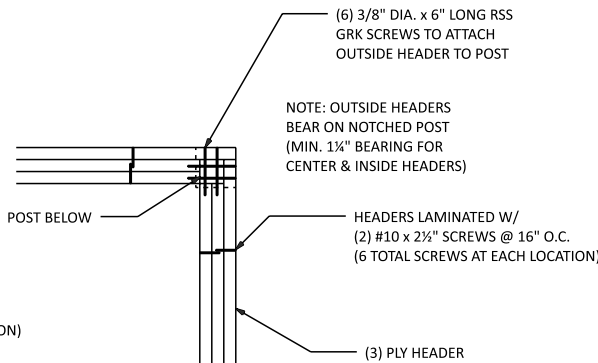 (6) 3/8" DIA. x 6" LONG RSS
GRK SCREWS TO ATTACH
OUTSIDE HEADER TO POST
NOTE: OUTSIDE HEADERS
BEAR ON NOTCHED POST
(MIN. 1¼" BEARING FOR
CENTER & INSIDE HEADERS)
POST BELOW
HEADERS LAMINATED W/
(2) #10 x 2½" SCREWS @ 16" O.C.
(6 TOTAL SCREWS AT EACH LOCATION)
ON)
(3) PLY HEADER